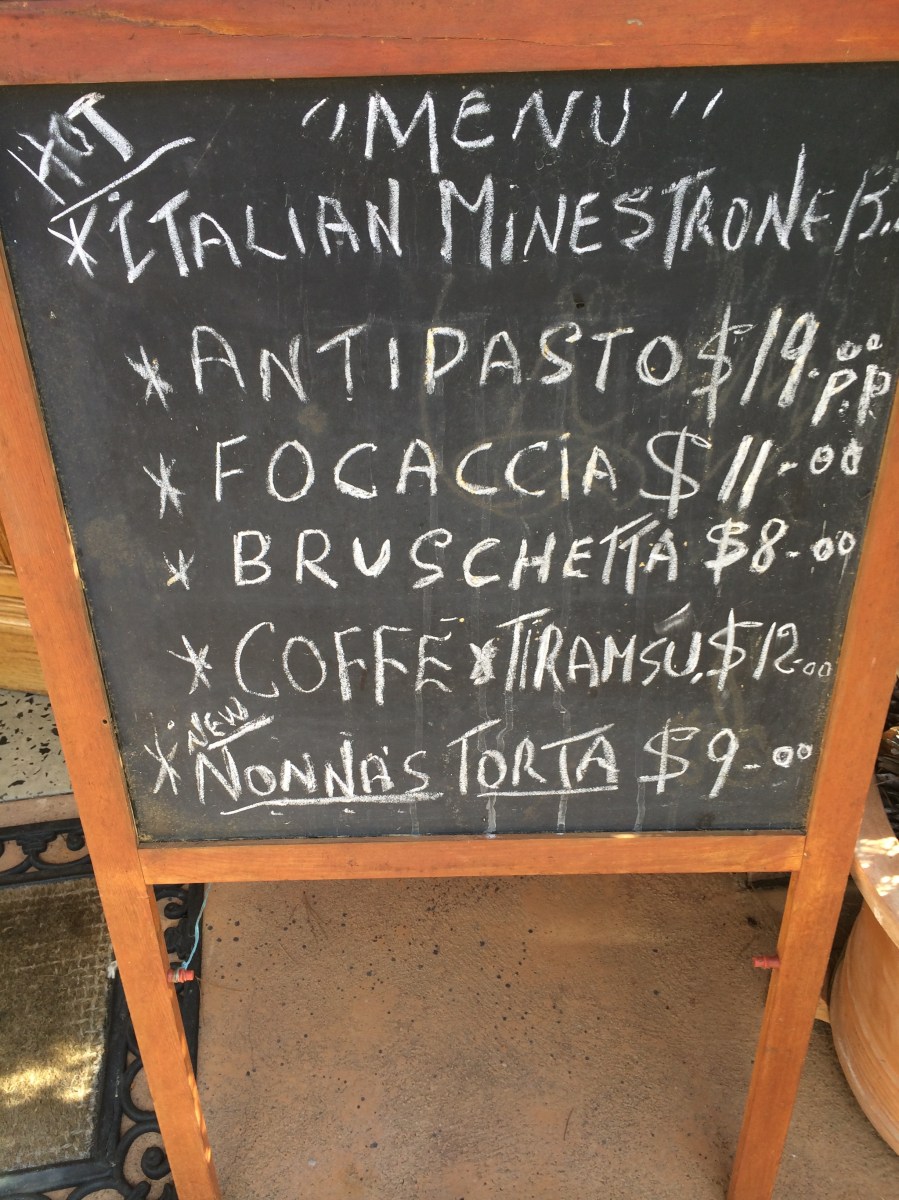 "MENU"
*ITALIAN MINESTRONE
*ANTIPASTO $19.00 P.P
*FOCACCIA $11-00
*BRUSCHETTA $8-00
*COFFE *TIRAMSU. $12-00
NEW
*NONNA'S TORTA $9-00